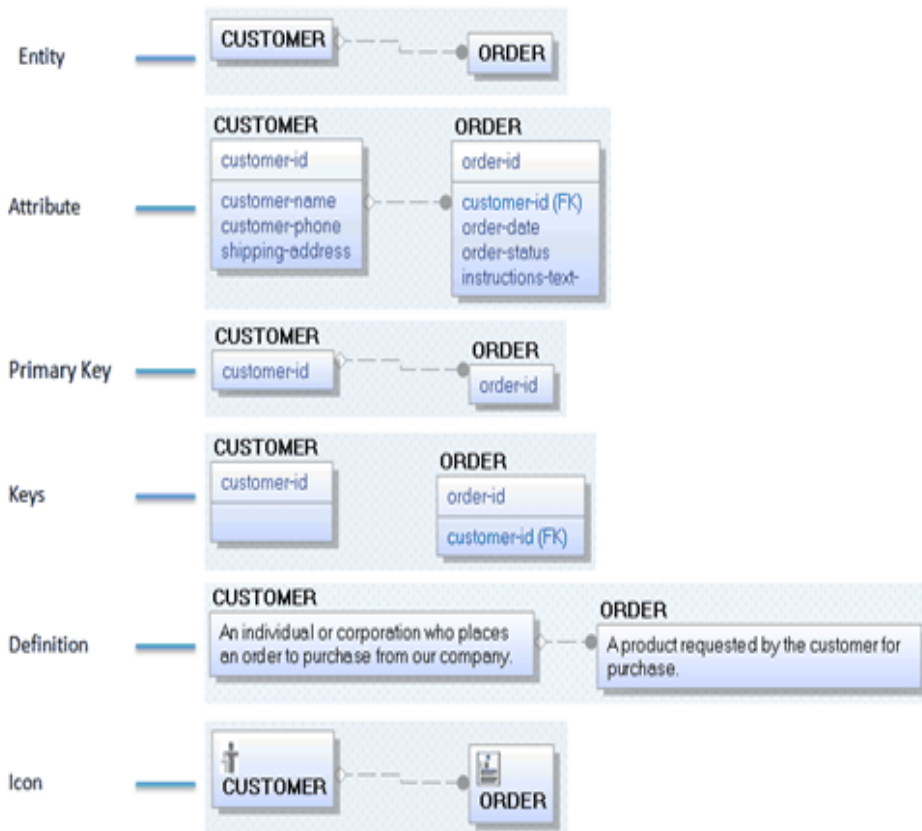 Entity
CUSTOMER
ORDER
Attribute
CUSTOMER
customer-id
customer-name
customer-phone
shipping-address
ORDER
order-id
customer-id (FK)
order-date
order-status
instructions-text-
Primary Key
CUSTOMER
customer-id
ORDER
order-id
Keys
CUSTOMER
customer-id
ORDER
order-id
customer-id (FK)
Definition
CUSTOMER
An individual or corporation who places
an order to purchase from our company.
ORDER
A product requested by the customer for
purchase.
Icon
CUSTOMER
ORDER